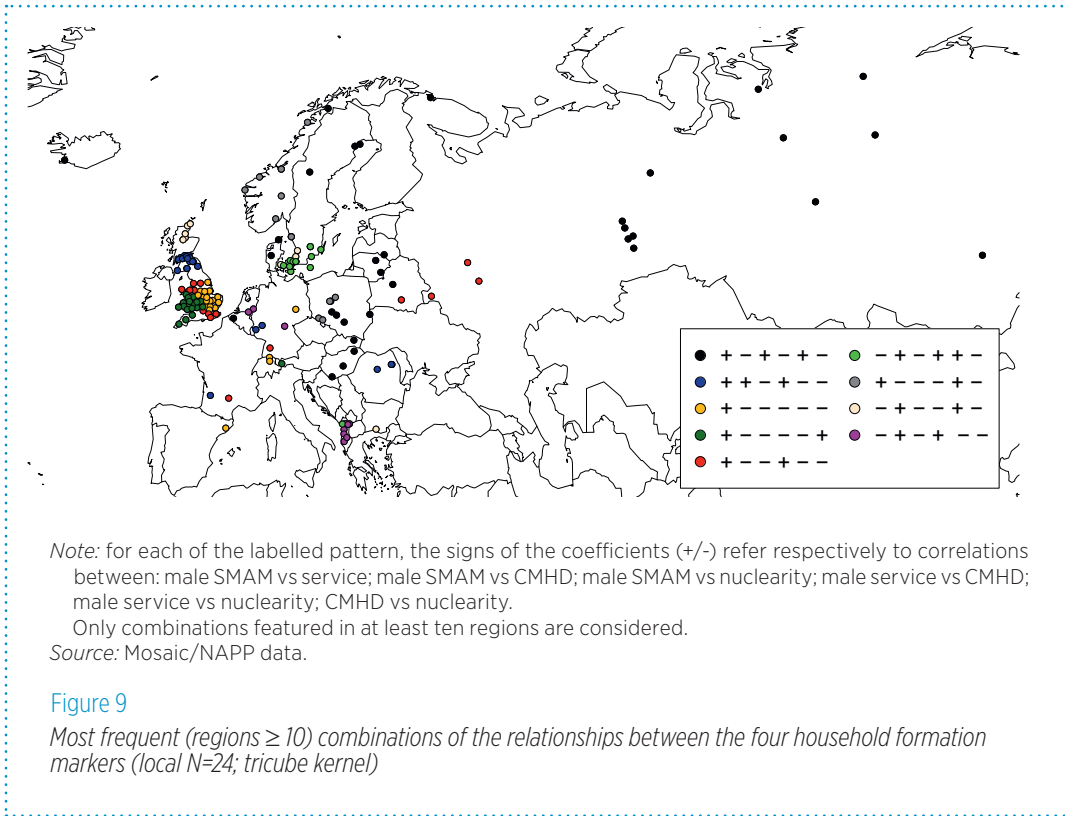 + − + − + − − + − + + −
+ + − + − − + − − − + −
+ − − − − − − + − − + −
+ − − − − + − + − + − −
+ − − + − −
Note: for each of the labelled pattern, the signs of the coefficients (+/-) refer respectively to correlations
between: male SMAM vs service; male SMAM vs CMHD; male SMAM vs nuclearity; male service vs CMHD;
male service vs nuclearity; CMHD vs nuclearity.
Only combinations featured in at least ten regions are considered.
Source: Mosaic/NAPP data.
Figure 9
Most frequent (regions ≥ 10) combinations of the relationships between the four household formation
markers (local N=24; tricube kernel)